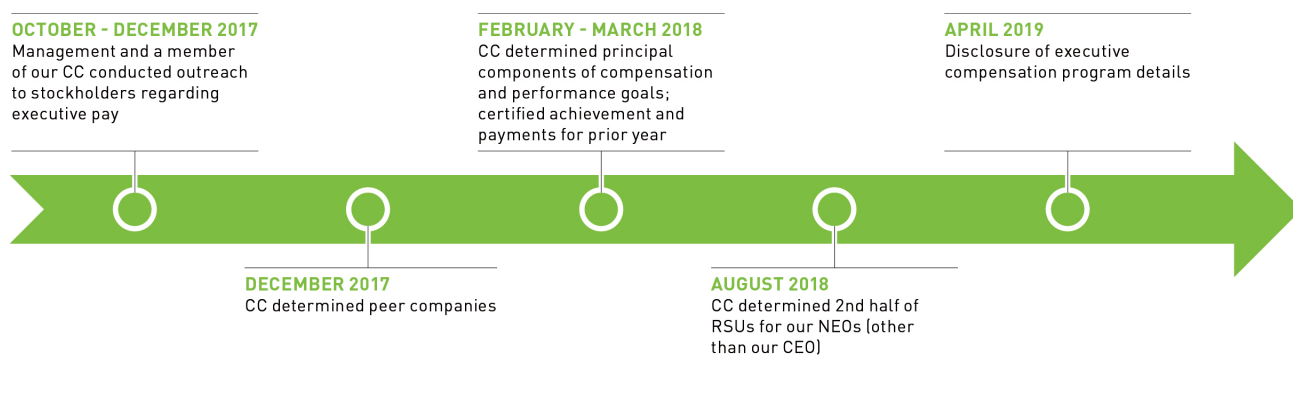 OCTOBER - DECEMBER 2017
Management and a member
of our CC conducted outreach
to stockholders regarding
executive pay
DECEMBER 2017
CC determined peer companies
FEBRUARY - MARCH 2018
CC determined principal
components of compensation
and performance goals;
certified achievement and
payments for prior year
AUGUST 2018
CC determined 2nd half of
RSUs for our NEOs (other
than our CEO)
APRIL 2019
Disclosure of executive
compensation program details